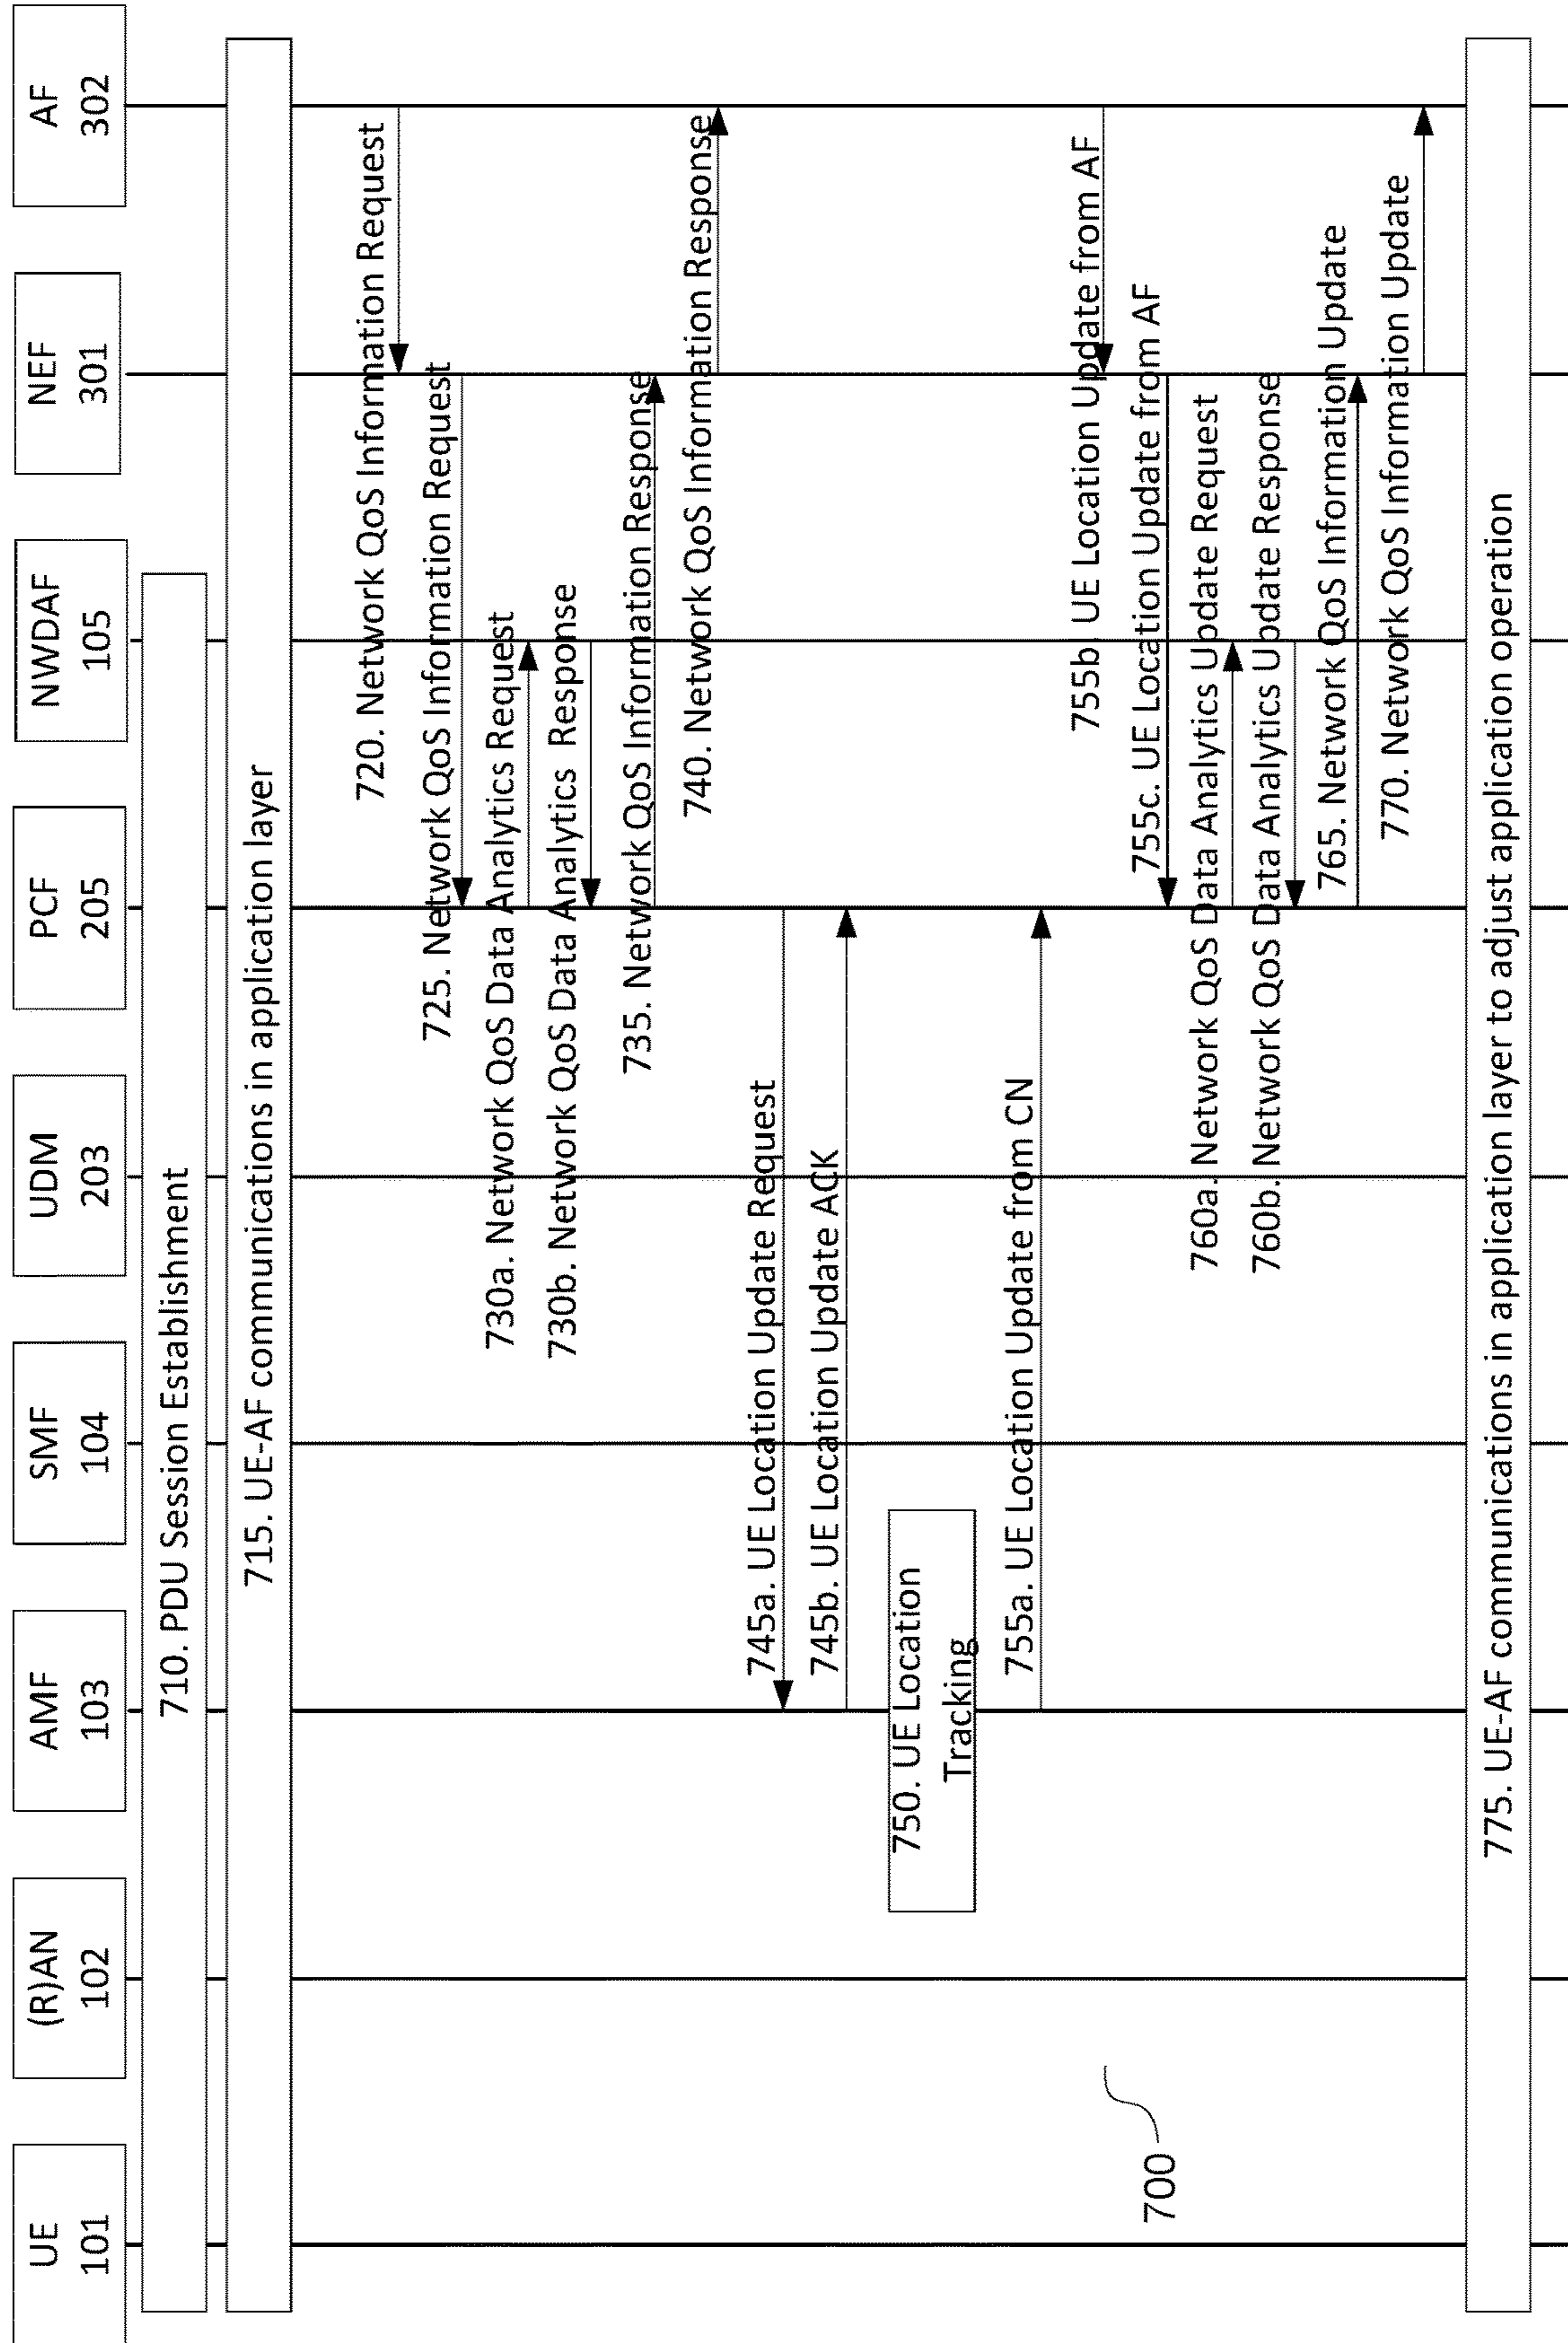 UE
101
(R)AN
102
AMF
103
SMF
104
UDM
203
PCF
205
NWDAF
105
NEF
301
AF
302
710. PDU Session Establishment
715. UE-AF communications in application layer
720. Network QoS Information Request
725. Network QoS Information Request
730a. Network QoS Data Analytics Request
730b. Network QoS Data Analytics Response
735. Network QoS Information Response
740. Network QoS Information Response
745a. UE Location Update Request
745b. UE Location Update ACK
750. UE Location
Tracking
755a. UE Location Update from CN
755b UE Location Update from AF
755c. UE Location Update from AF
700
760a. Network QoS Data Analytics Update Request
760b. Network QoS Data Analytics Update Response
765. Network QoS Information Update
770. Network QoS Information Update
775. UE-AF communications in application layer to adjust application operation